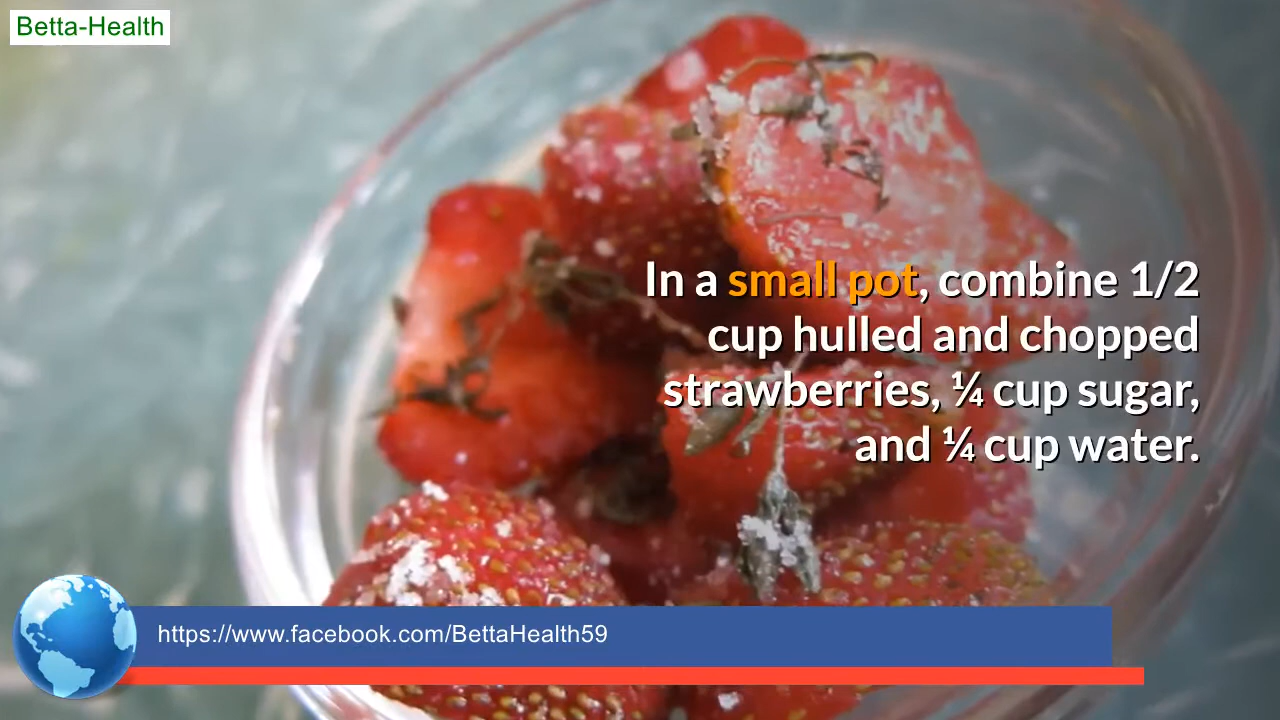 Betta-Health
In a small pot, combine 1/2
cup hulled and chopped
strawberries, ¼ cup sugar,
and ¼ cup water.
https://www.facebook.com/BettaHealth59